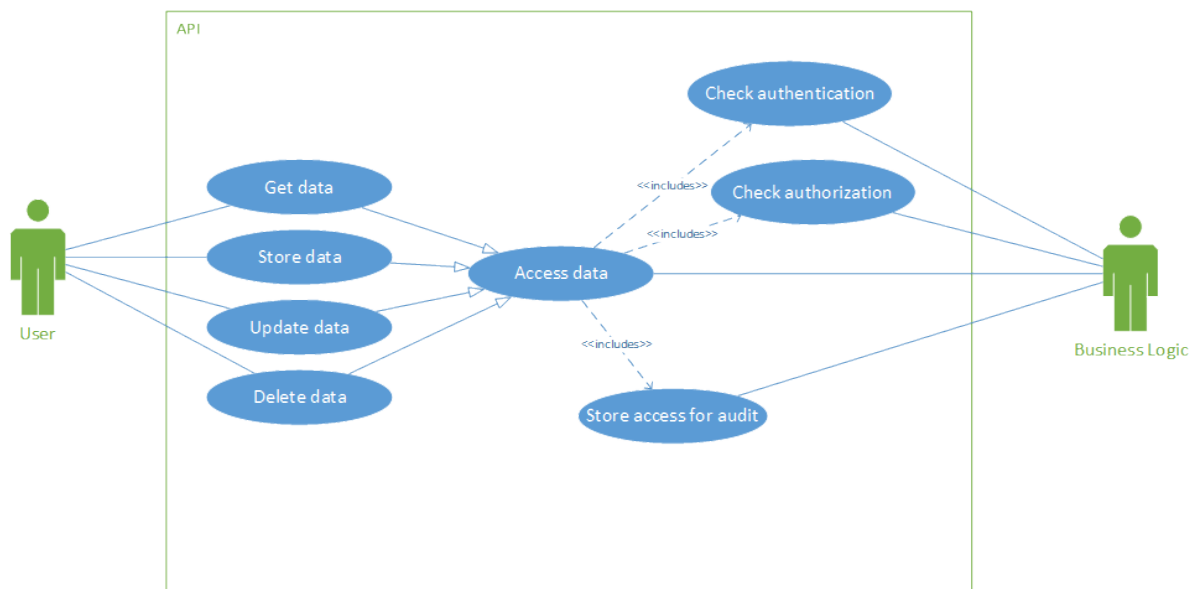 API
Check authentication
<<includes>>
Check authorization
Get data
<<includes>>
Store data
Access data
Update data
User
<<includes>>
Business Logic
Delete data
Store access for audit